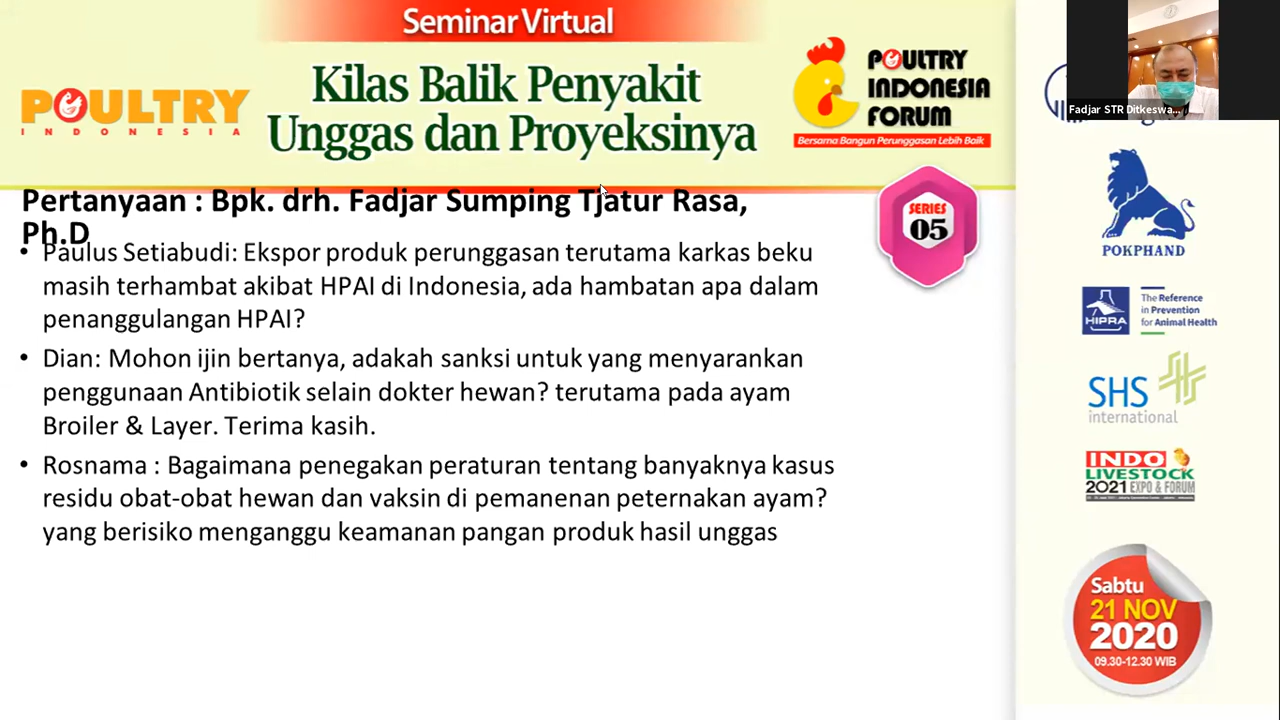 Seminar Virtual
Kilas Balik Penyakit
Unggas dan Proyeksinya
POULTRY
INDONESIA
POULTRY
INDONESIA
FORUM
Bersama Bangun Perunggasan Lebih Baik
Fadjar STR Ditkeswa...
SERIES
05
Pertanyaan : Bpk. drh. Fadjar Sumping Tjatur Rasa,
Ph.D
• Paulus Setiabudi: Ekspor produk perunggasan terutama karkas beku
masih terhambat akibat HPAI di Indonesia, ada hambatan apa dalam
penanggulangan HPAI?
• Dian: Mohon ijin bertanya, adakah sanksi untuk yang menyarankan
penggunaan Antibiotik selain dokter hewan? terutama pada ayam
Broiler & Layer. Terima kasih.
• Rosnama : Bagaimana penegakan peraturan tentang banyaknya kasus
residu obat-obat hewan dan vaksin di pemanenan peternakan ayam?
yang berisiko menganggu keamanan pangan produk hasil unggas
POKPHAND
HIPRA
The Reference
in Prevention
for Animal Health
SHS
international
INDO
LIVESTOCK
2021 EXPO & FORUM
Sabtu
21 NOV
2020
09.30-12.30 WIB